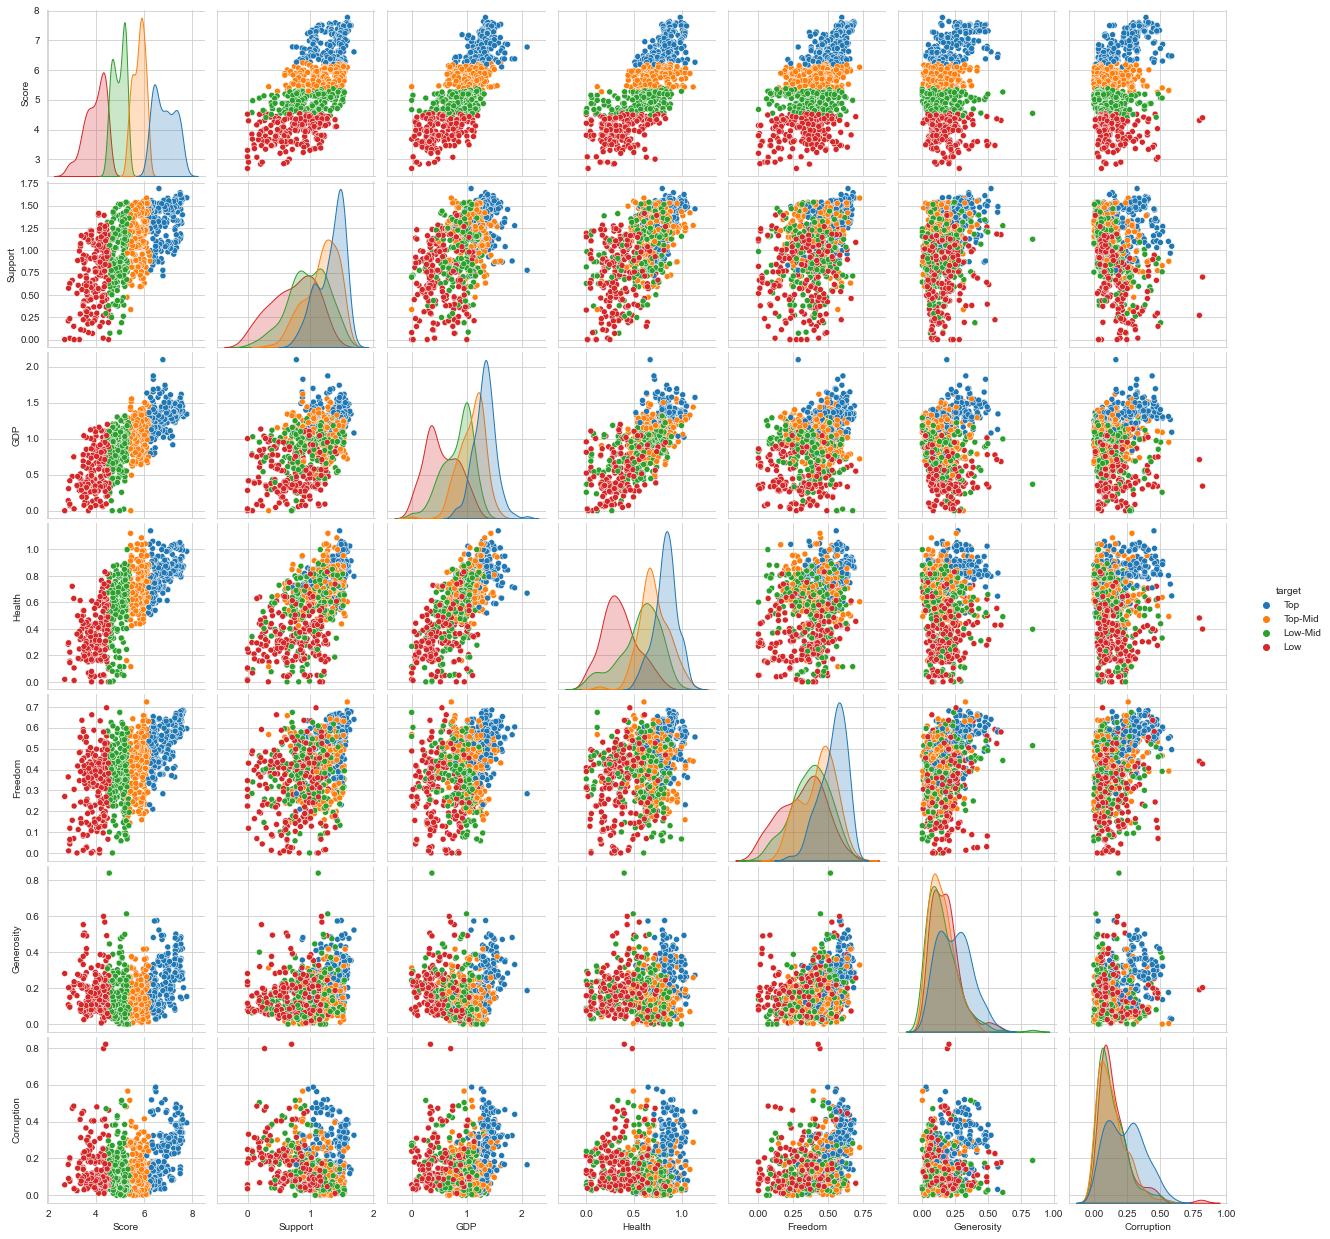 8
7
6
5
4
3
Score
1.75
1.50
1.25
1.00
0.75
0.50
0.25
0.00
Support
2.0
1.5
1.0
0.5
0.0
GDP
1.0
0.8
0.6
0.4
0.2
0.0
Health
target
Top
Top-Mid
Low-Mid
Low
0.7
0.6
0.5
0.4
0.3
0.2
0.1
0.0
Freedom
0.8
0.6
0.4
0.2
0.0
Generosity
0.8
0.6
0.4
0.2
0.0
Corruption
2 4 6 8
Score
0 1 2
Support
0 1 2
GDP
0.0 0.5 1.0
Health
0.00 0.25 0.50 0.75
Freedom
0.00 0.25 0.50 0.75 1.00
Generosity
0.00 0.25 0.50 0.75 1.00
Corruption